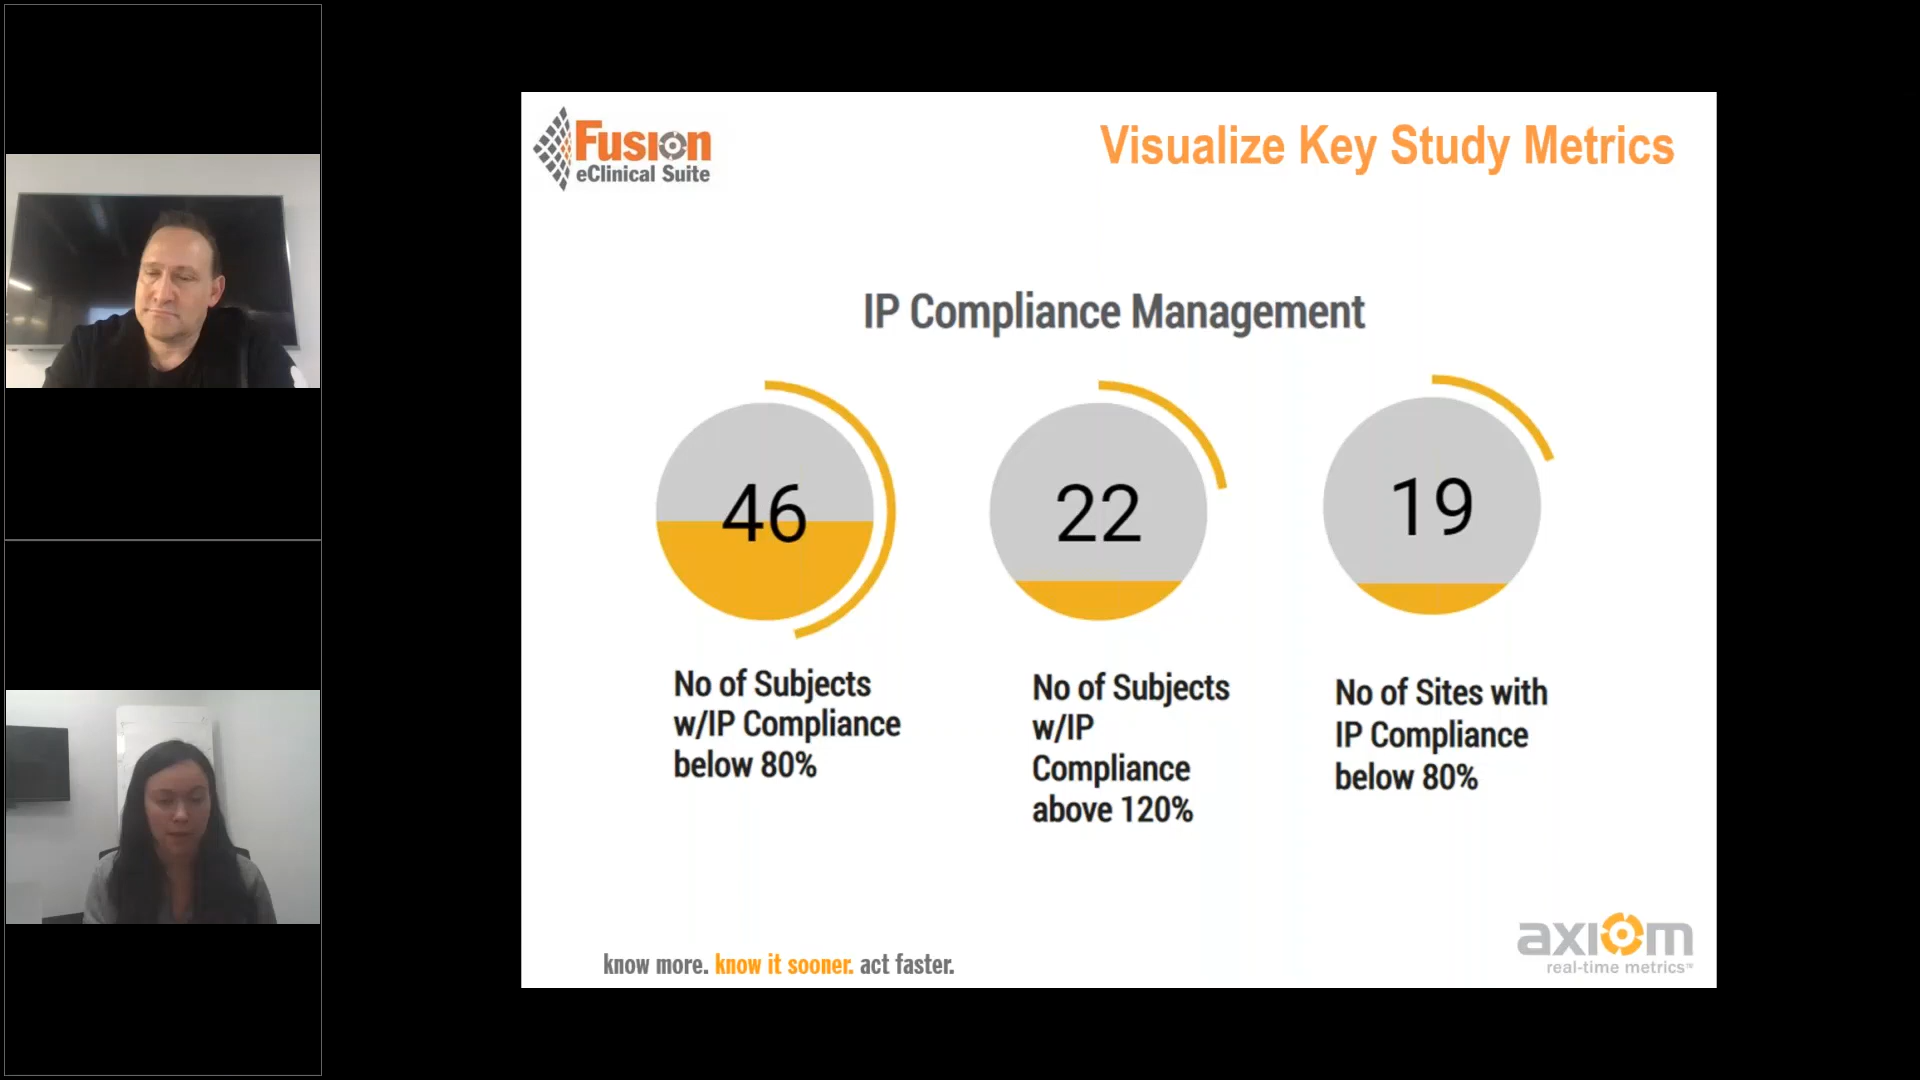 Fusion
eClinical Suite
Visualize Key Study Metrics
IP Compliance Management
46
22
19
No of Subjects
w/IP Compliance
below 80%
No of Subjects
w/IP
Compliance
above 120%
No of Sites with
IP Compliance
below 80%
know more. know it sooner. act faster.
axiom
real-time metrics™